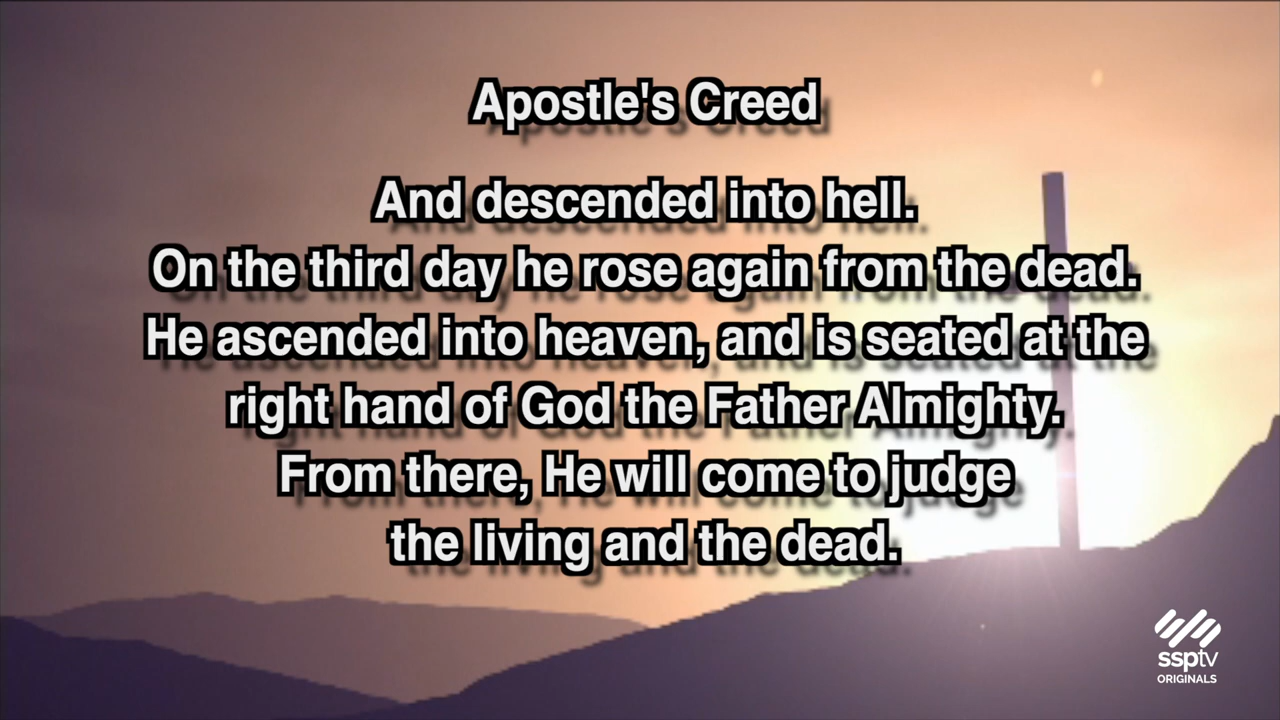 Apostle's Creed
And descended into hell.
On the third day he rose again from the dead.
He ascended into heaven, and is seated at the
right hand of God the Father Almighty.
From there, He will come to judge
the living and the dead.
ssptv
ORIGINALS